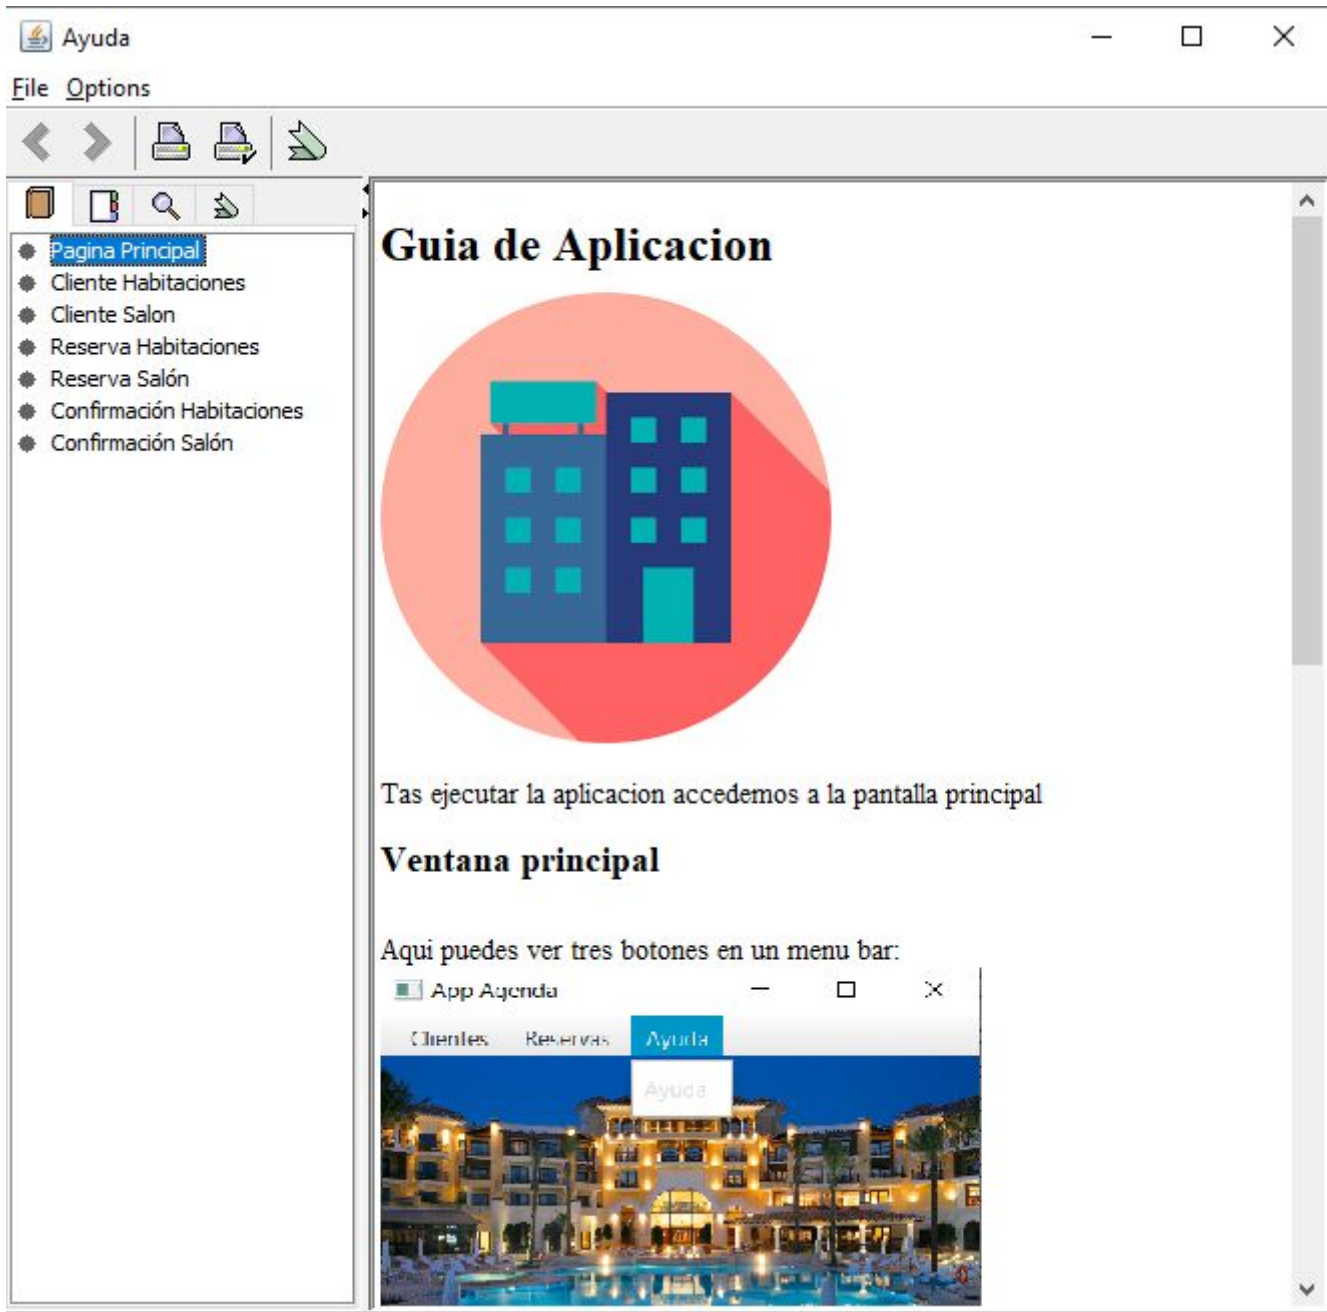 Ayuda
File Options
Pagina Principal
Cliente Habitaciones
Cliente Salon
Reserva Habitaciones
Reserva Salón
Confirmación Habitaciones
Confirmación Salón
Guia de Aplicacion
Tas ejecutar la aplicacion accedemos a la pantalla principal
Ventana principal
Aqui puedes ver tres botones en un menu bar:
App Agenda
Clientes Reservas Ayuda
Ayuda